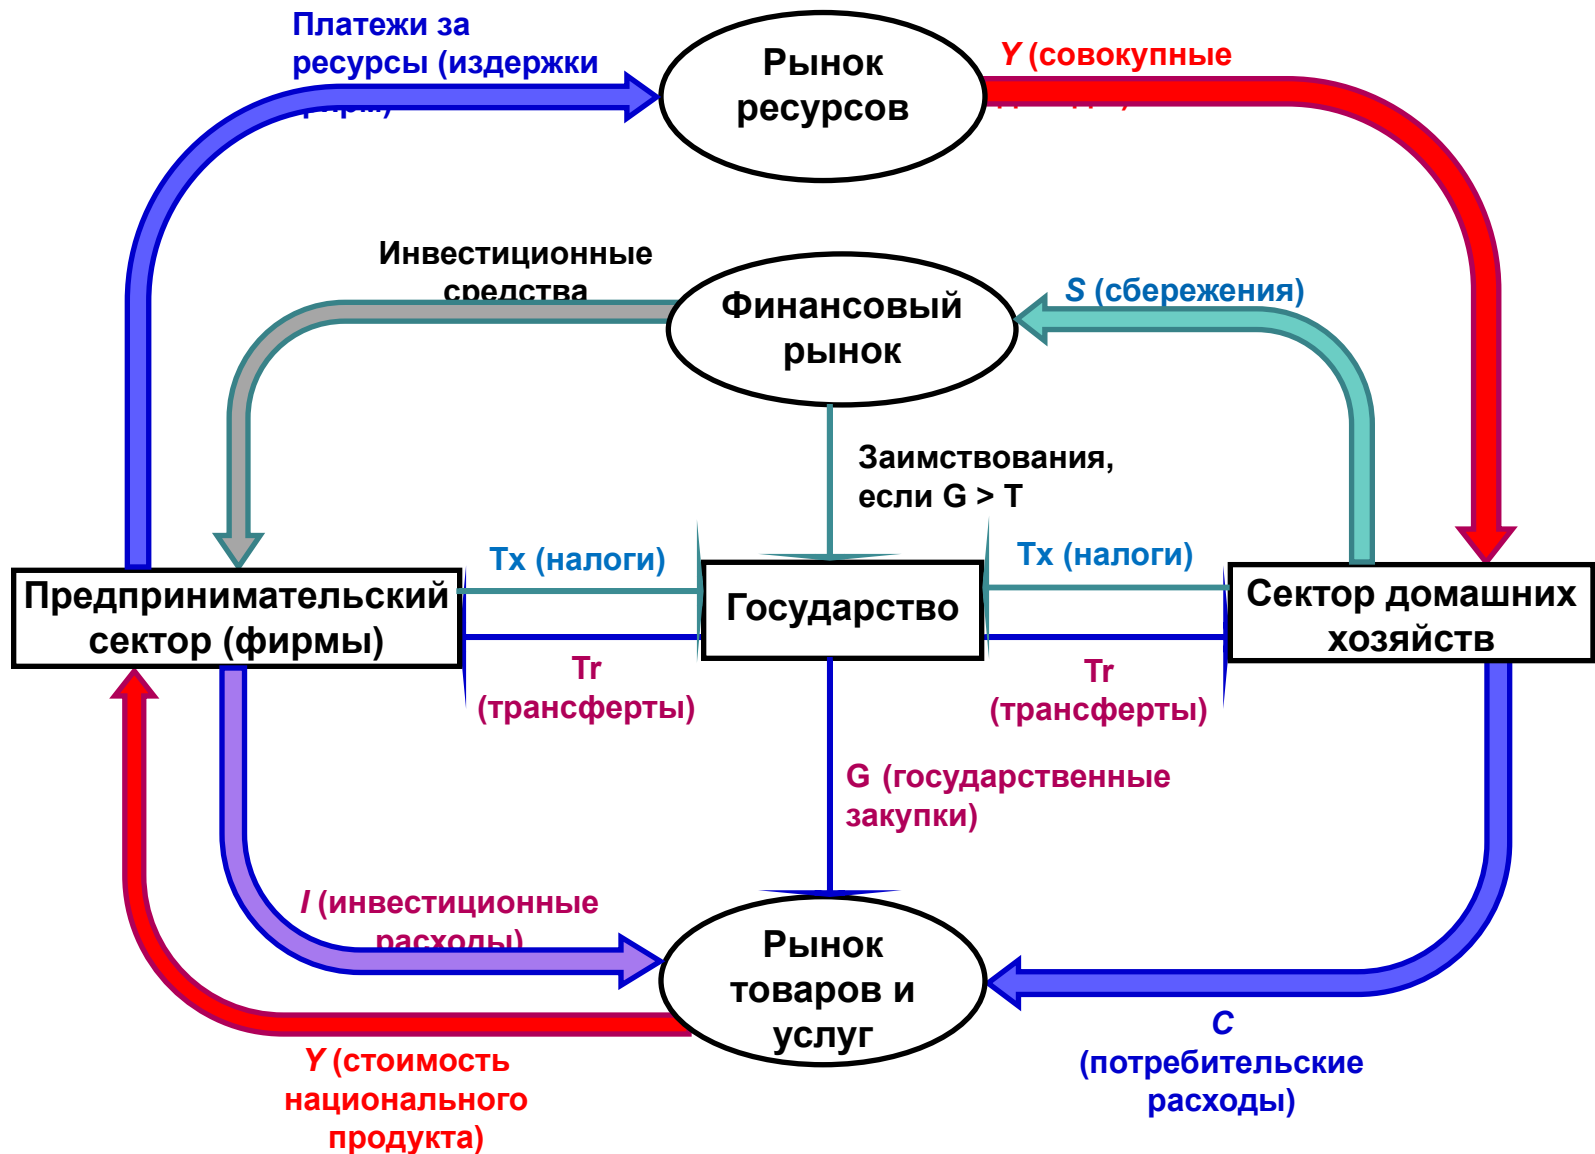 Платежи за
ресурсы (издержки
Рынок
ресурсов
Y (совокупные
Инвестиционные
средства
Финансовый
рынок
S (сбережения)
Заимствования,
если G > T
Tx (налоги)
Tx (налоги)
Предпринимательский
сектор (фирмы)
Государство
Сектор домашних
хозяйств
Tr
(трансферты)
Tr
(трансферты)
G (государственные
закупки)
I (инвестиционные
расходы)
Рынок
товаров и
услуг
Y (стоимость
национального
продукта)
C
(потребительские
расходы)